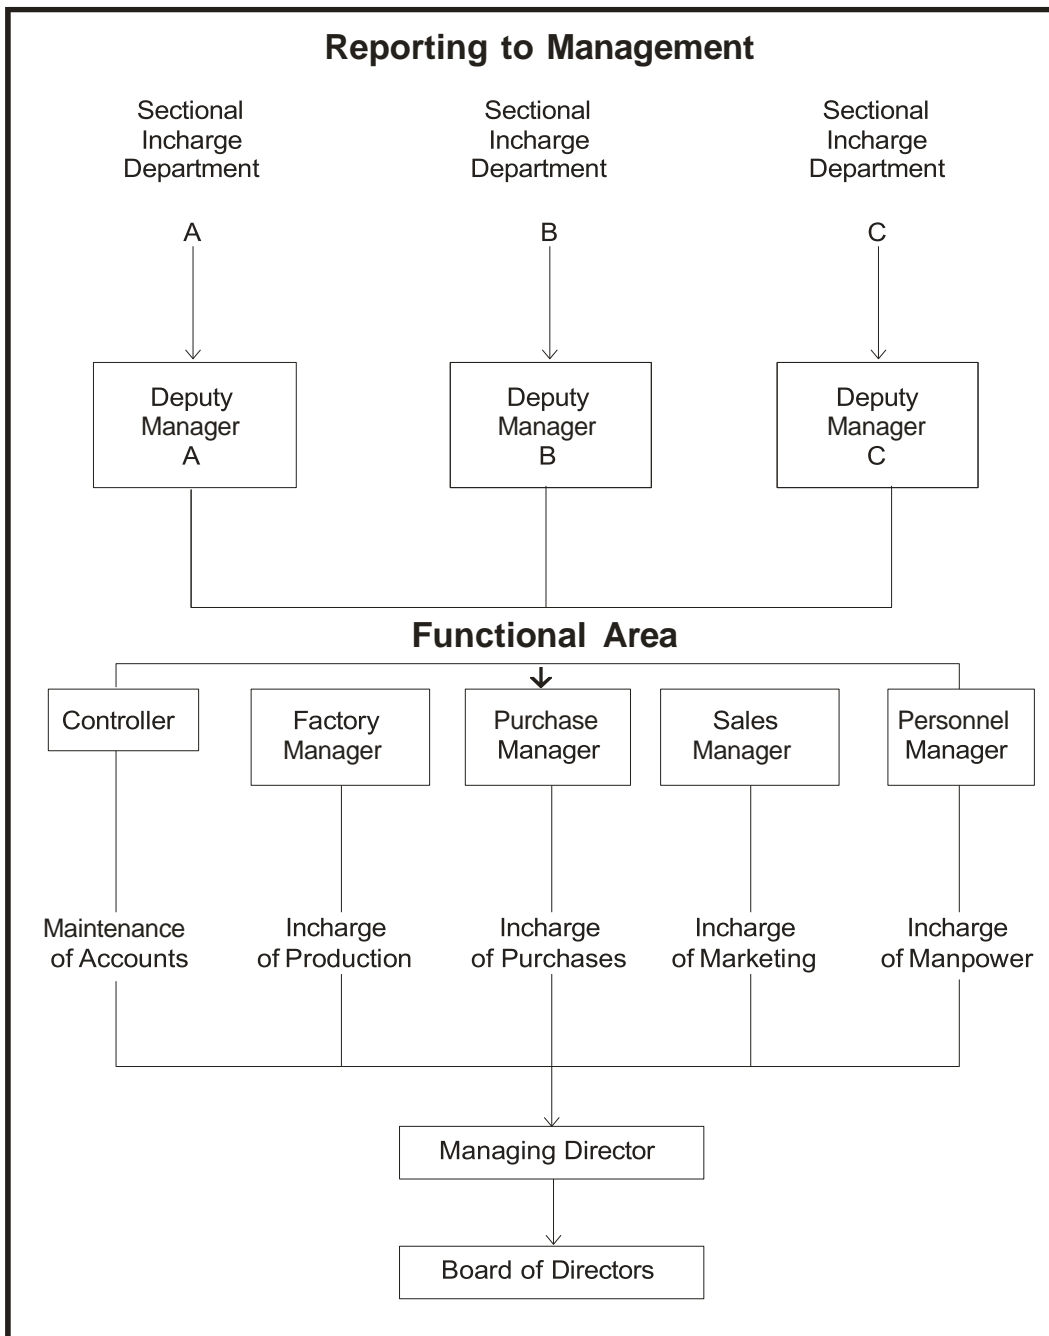 Reporting to Management
Sectional
Incharge
Department
A
Sectional
Incharge
Department
B
Sectional
Incharge
Department
C
Deputy
Manager
A
Deputy
Manager
B
Deputy
Manager
C
Functional Area
Controller
Factory
Manager
Purchase
Manager
Sales
Manager
Personnel
Manager
Maintenance
of Accounts
Incharge
of Production
Incharge
of Purchases
Incharge
of Marketing
Incharge
of Manpower
Managing Director
Board of Directors